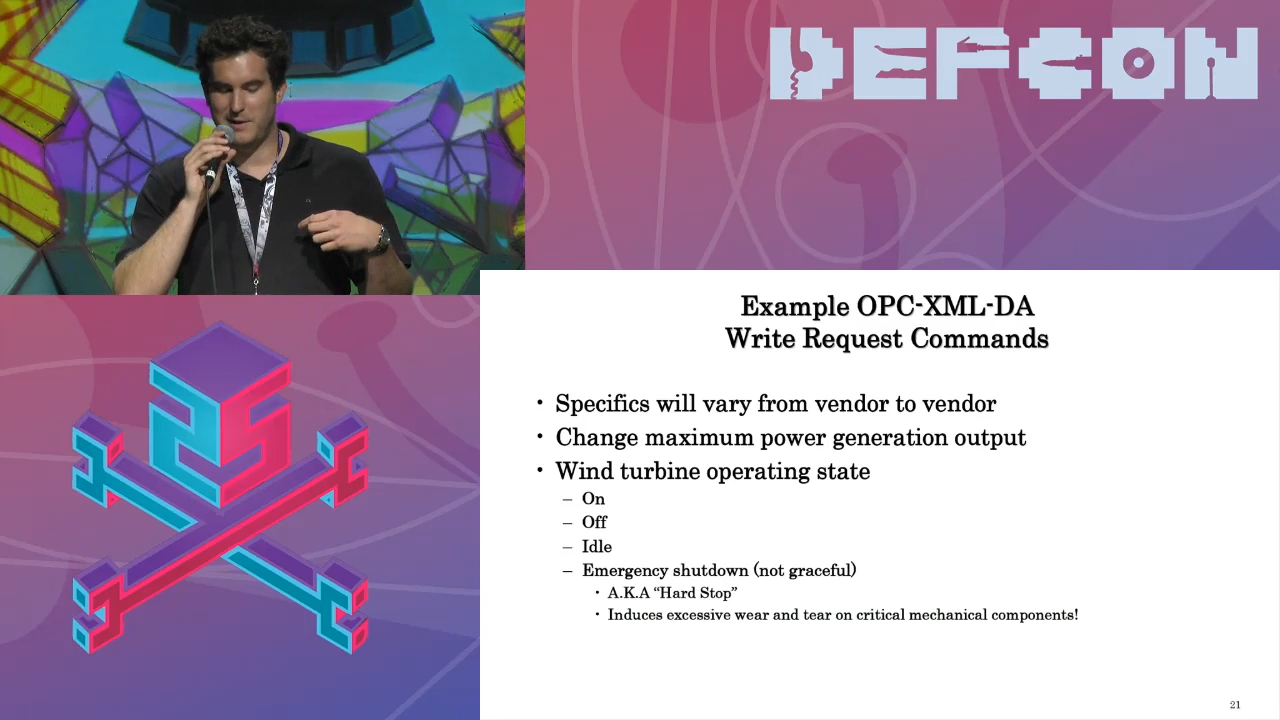 DEFCON
Example OPC-XML-DA
Write Request Commands
• Specifics will vary from vendor to vendor
• Change maximum power generation output
• Wind turbine operating state
– On
– Off
– Idle
– Emergency shutdown (not graceful)
• A.K.A “Hard Stop”
• Induces excessive wear and tear on critical mechanical components!
21